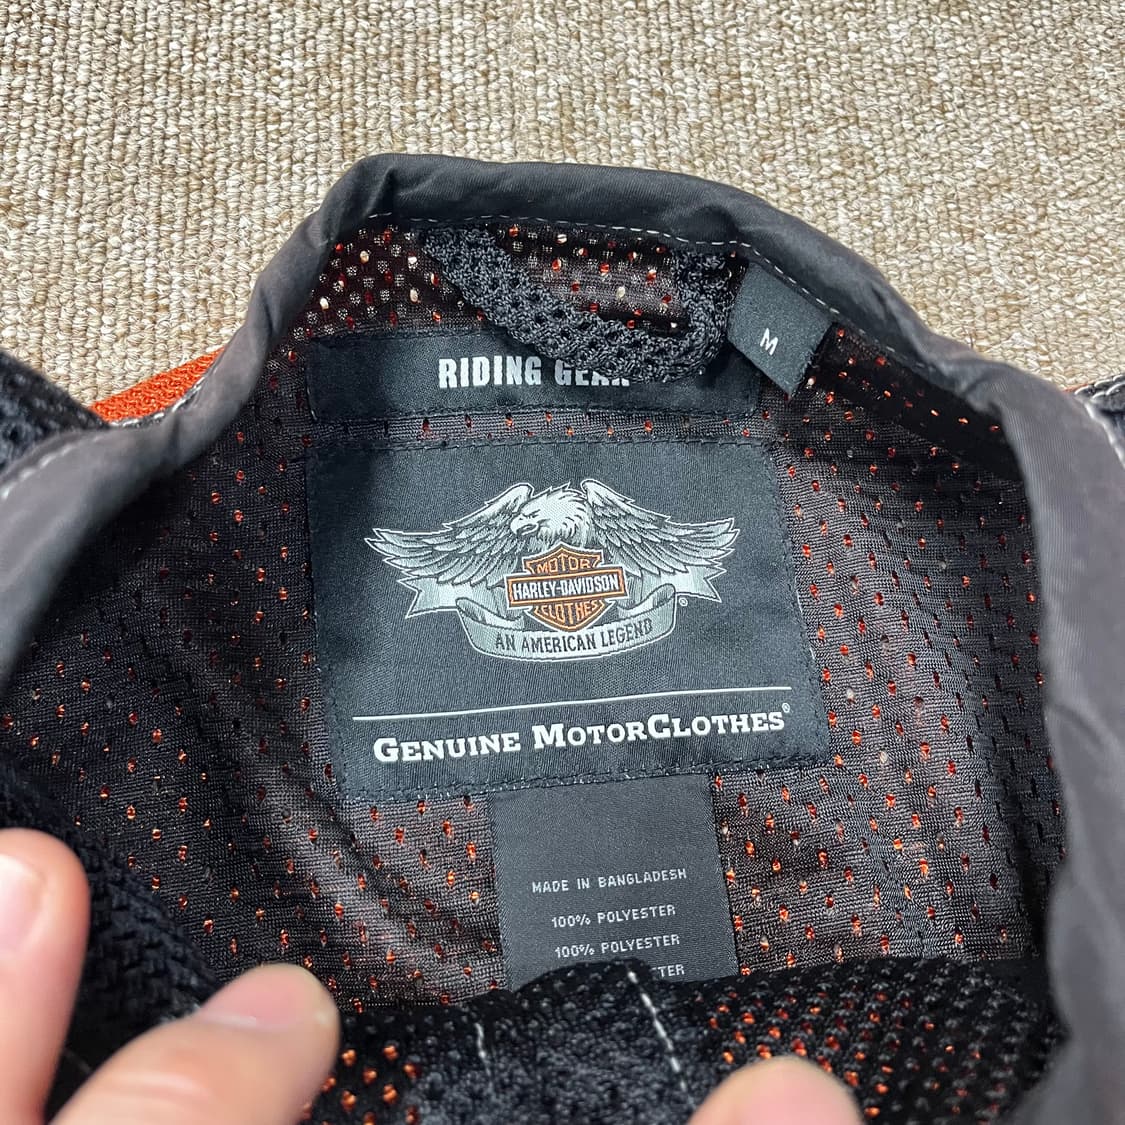 M
RIDING GEAR
MOTOR
HARLEY-DAVIDSON
CLOTHES
AN AMERICAN LEGEND
®
GENUINE MOTORCLOTHES®
MADE IN BANGLADESH
100% POLYESTER
100% POLYESTER